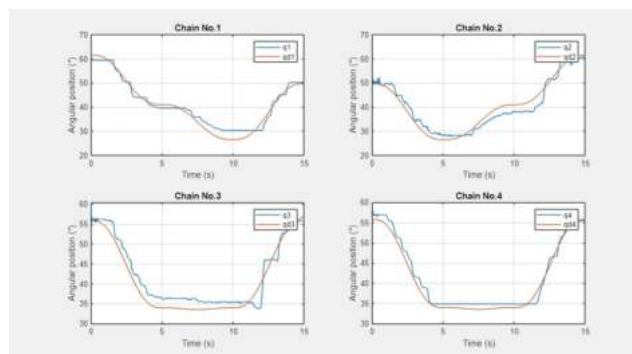 Chain No.1
70
60
50
40
30
20
Angular position (°)
q1
qd1
0
5
10
15
Time (s)
Chain No.2
70
60
50
40
30
20
Angular position (°)
q2
qd2
0
5
10
15
Time (s)
Chain No.3
60
55
50
45
40
35
30
Angular position (°)
q3
qd3
0
5
10
15
Time (s)
Chain No.4
60
55
50
45
40
35
30
Angular position (°)
q4
qd4
0
5
10
15
Time (s)